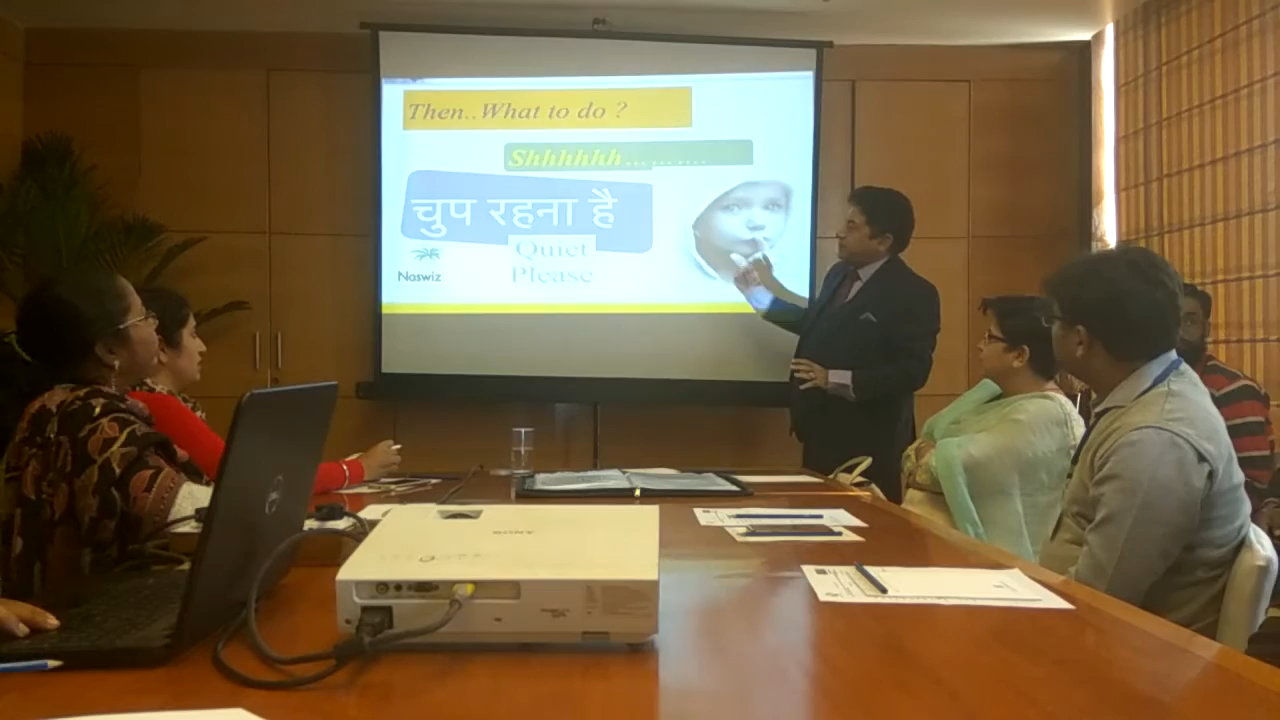 Then..What to do ?
Shhhhhh..........
चुप रहना है
Quiet
Please
Naswiz
SONY